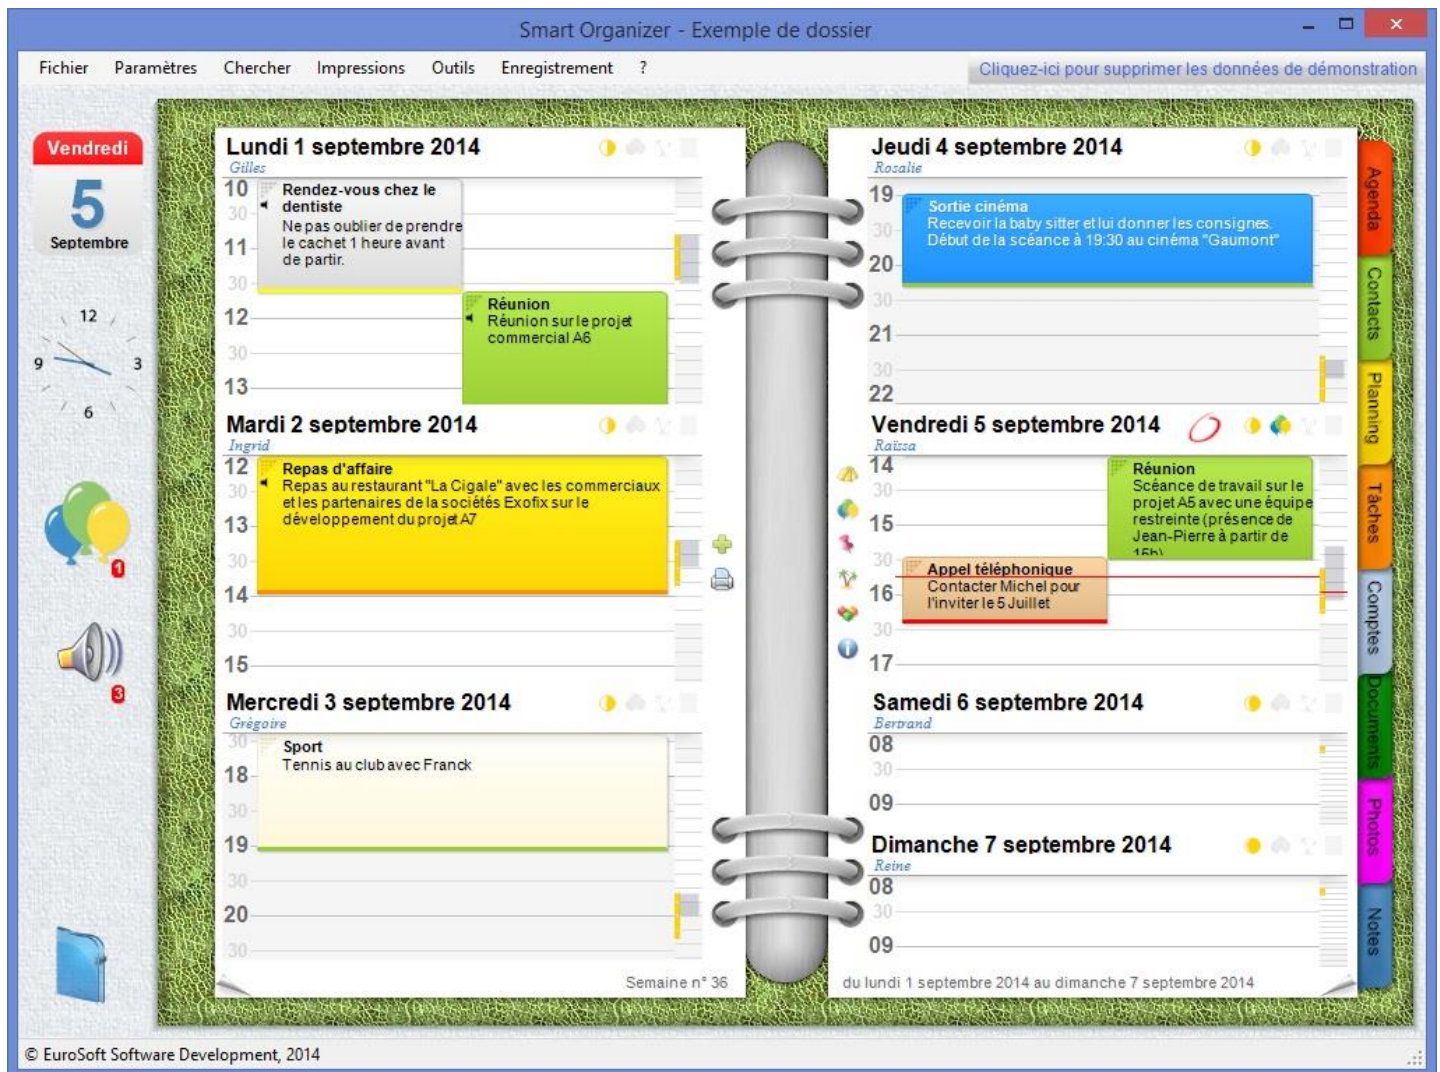 Smart Organizer - Exemple de dossier
Fichier Paramètres Chercher Impressions Outils Enregistrement ?
Cliquez-ici pour supprimer les données de démonstration
Vendredi
5
Septembre
12
9 3
6
1
3
Lundi 1 septembre 2014
Gilles
10
30
11
30
12
30
13
Rendez-vous chez le
dentiste
Ne pas oublier de prendre
le cachet 1 heure avant
de partir.
Réunion
Réunion sur le projet
commercial A6
Mardi 2 septembre 2014
Ingrid
12
30
13
30
14
30
15
Repas d'affaire
Repas au restaurant "La Cigale" avec les commerciaux
et les partenaires de la sociétés Exofix sur le
développement du projet A7
Mercredi 3 septembre 2014
Grégoire
30
18
30
19
30
20
30
Sport
Tennis au club avec Franck
Semaine n° 36
Jeudi 4 septembre 2014
Rosalie
19
30
20
30
21
30
22
Sortie cinéma
Recevoir la baby sitter et lui donner les consignes.
Début de la scéance à 19:30 au cinéma "Gaumont"
Vendredi 5 septembre 2014
Raïssa
14
30
15
30
16
30
17
Réunion
Scéance de travail sur le
projet A5 avec une équipe
restreinte (présence de
Jean-Pierre à partir de
15h)
Appel téléphonique
Contacter Michel pour
l'inviter le 5 Juillet
Samedi 6 septembre 2014
Bertrand
08
30
09
Dimanche 7 septembre 2014
Reine
08
30
09
du lundi 1 septembre 2014 au dimanche 7 septembre 2014
Agenda
Contacts
Planning
Tâches
Comptes
Documents
Photos
Notes
© EuroSoft Software Development, 2014